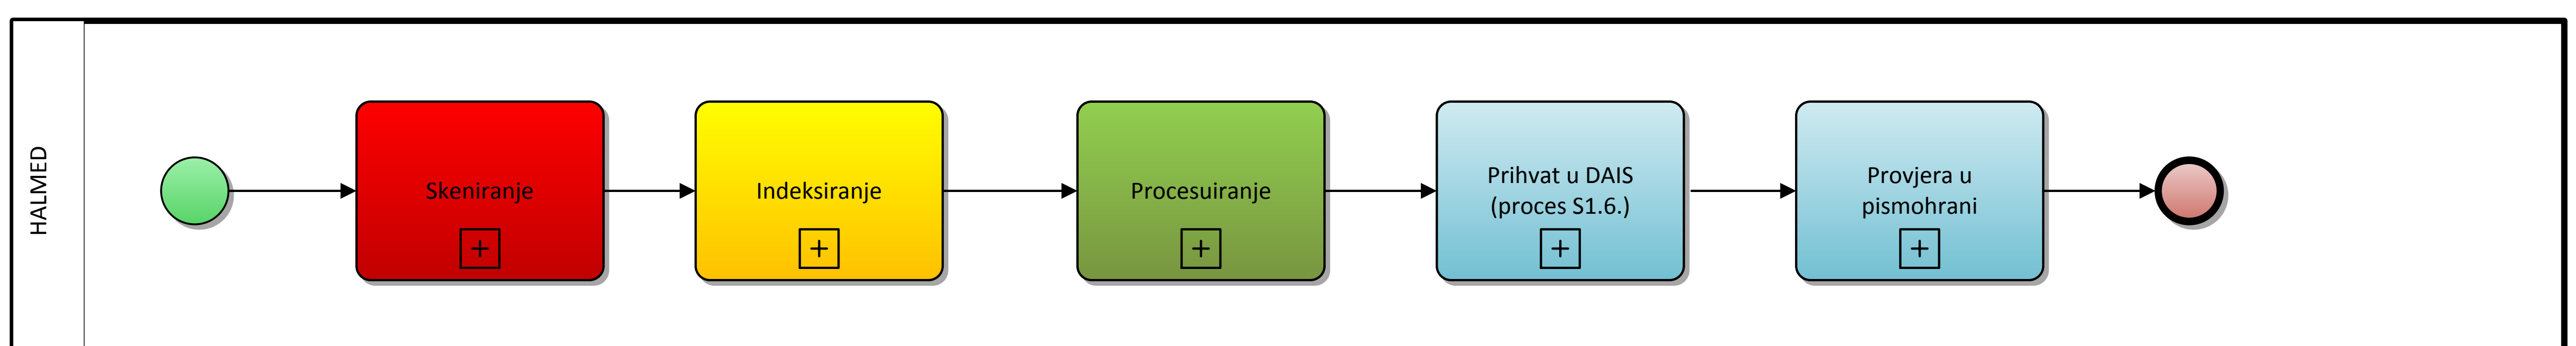 HALMED
Skeniranje
Indeksiranje
Procesuiranje
Prihvat u DAIS
(proces S1.6.)
Provjera u
pismohrani